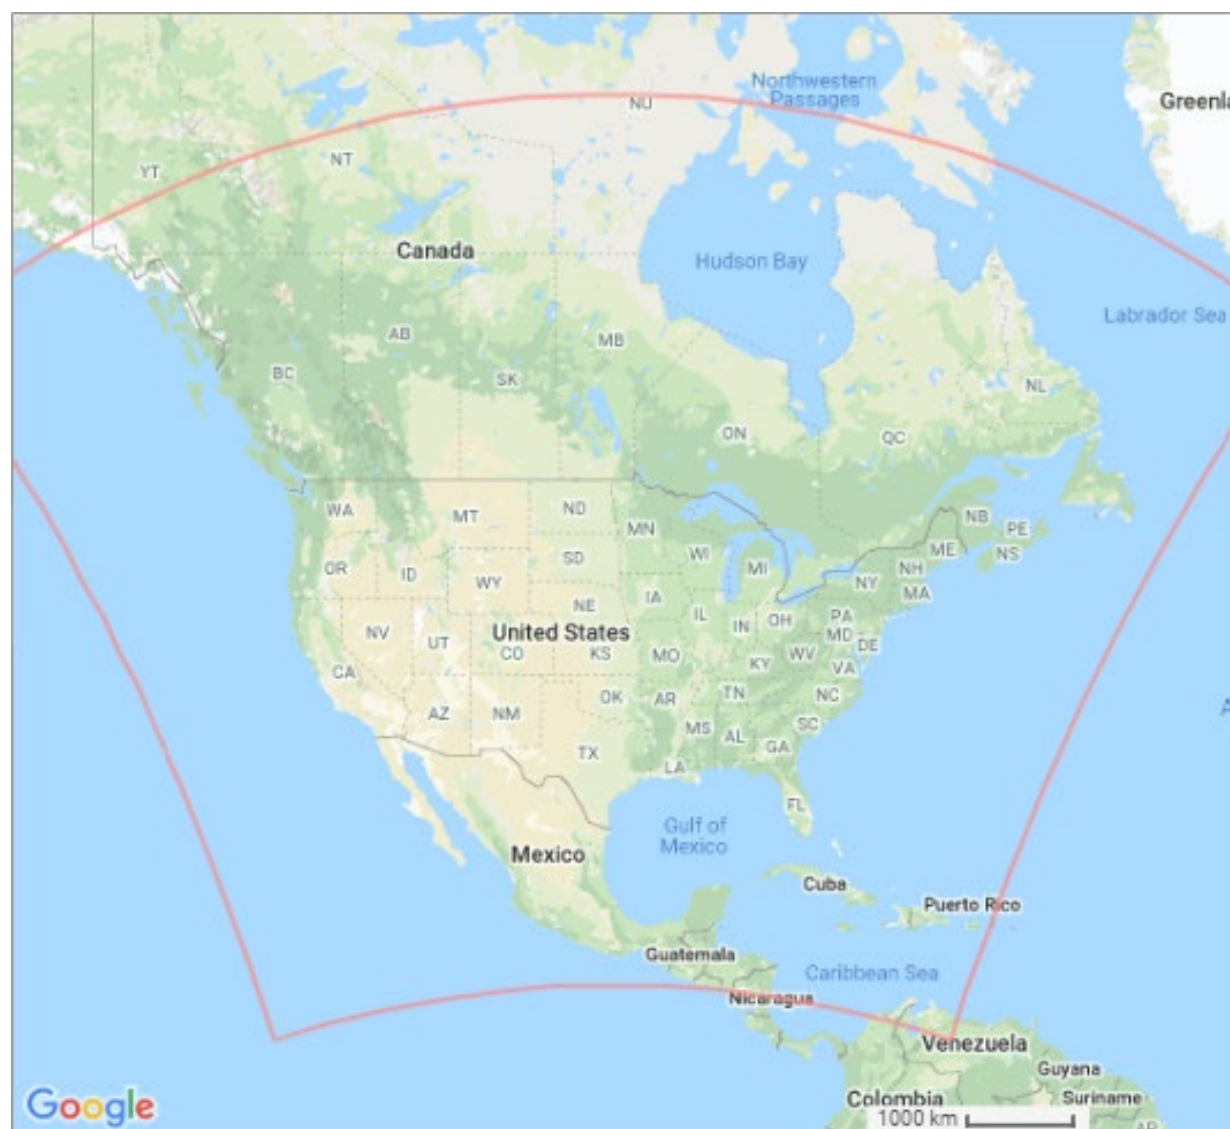 Northwestern
Passages
NU
Greenla
YT
NT
Canada
Hudson Bay
Labrador Sea
AB
MB
BC
SK
NL
ON
QC
WA
MT
ND
MN
NB
PE
OR
ID
SD
WI
MI
ME
NS
WY
NE
IA
NY
NH
MA
IL
IN
OH
PA
NV
UT
United States
CO
KS
MO
KY
WV
MD
DE
VA
CA
AZ
NM
OK
AR
TN
NC
TX
MS
AL
GA
SC
A
LA
FL
Gulf of
Mexico
Mexico
Cuba
Puerto Rico
Guatemala
Caribbean Sea
Nicaragua
Venezuela
Guyana
Google
Colombia
Suriname
1000 km
AP